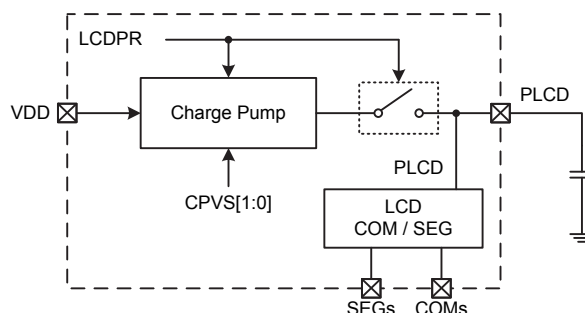 LCDPR
VDD
Charge Pump
PLCD
CPVS[1:0]
PLCD
LCD
COM / SEG
SEGs
COMs